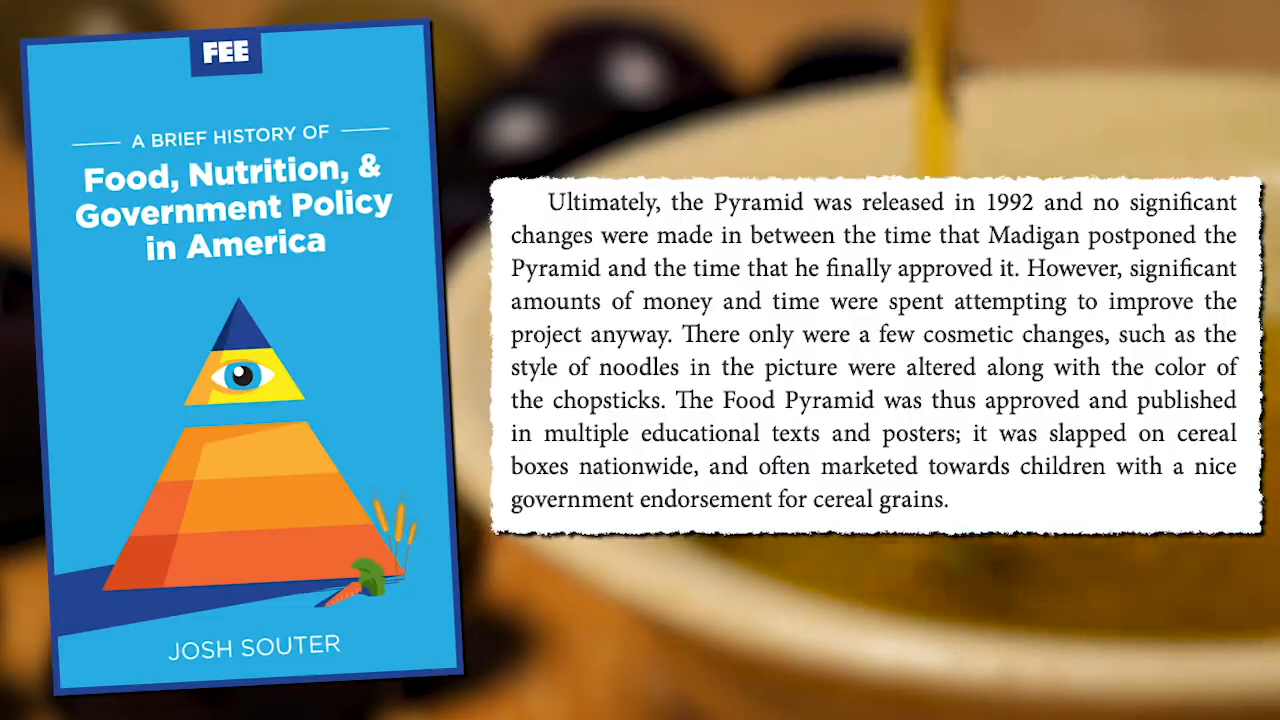 FEE
A BRIEF HISTORY OF
Food, Nutrition, &
Government Policy
in America
JOSH SOUTER
Ultimately, the Pyramid was released in 1992 and no significant
changes were made in between the time that Madigan postponed the
Pyramid and the time that he finally approved it. However, significant
amounts of money and time were spent attempting to improve the
project anyway. There only were a few cosmetic changes, such as the
style of noodles in the picture were altered along with the color of
the chopsticks. The Food Pyramid was thus approved and published
in multiple educational texts and posters; it was slapped on cereal
boxes nationwide, and often marketed towards children with a nice
government endorsement for cereal grains.